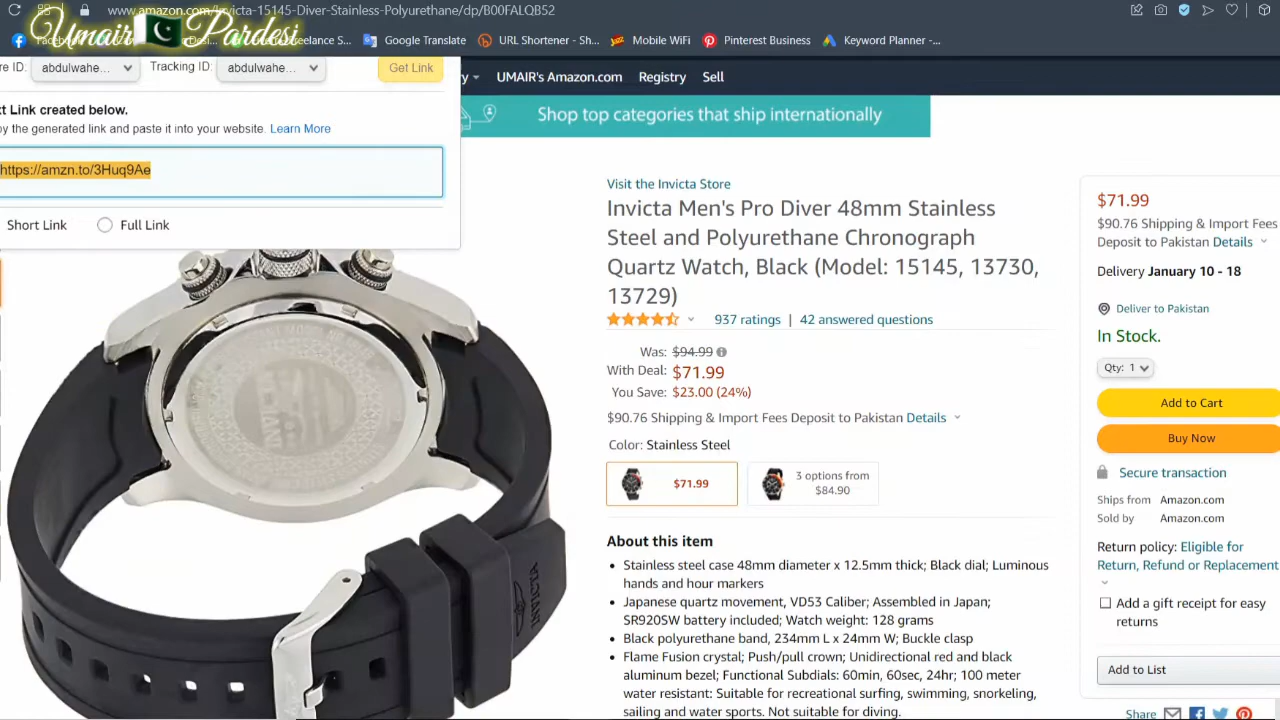 www.amazon.com/Invicta-15145-Diver-Stainless-Polyurethane/dp/B00FALQB52
Umair Pardesi
Google Translate
URL Shortener - Sh...
Mobile WiFi
Pinterest Business
Keyword Planner -...
re ID:
abdulwahe...
Tracking ID:
abdulwahe...
Get Link
UMAIR's Amazon.com
Registry
Sell
xt Link created below.
py the generated link and paste it into your website. Learn More
https://amzn.to/3Huq9Ae
Short Link
Full Link
Shop top categories that ship internationally
Visit the Invicta Store
Invicta Men's Pro Diver 48mm Stainless
Steel and Polyurethane Chronograph
Quartz Watch, Black (Model: 15145, 13730,
13729)
937 ratings | 42 answered questions
Was: $94.99
With Deal: $71.99
You Save: $23.00 (24%)
$90.76 Shipping & Import Fees Deposit to Pakistan Details
Color: Stainless Steel
$71.99
3 options from
$84.90
About this item
Stainless steel case 48mm diameter x 12.5mm thick; Black dial; Luminous
hands and hour markers
Japanese quartz movement, VD53 Caliber; Assembled in Japan;
SR920SW battery included; Watch weight: 128 grams
Black polyurethane band, 234mm L x 24mm W; Buckle clasp
Flame Fusion crystal; Push/pull crown; Unidirectional red and black
aluminum bezel; Functional Subdials: 60min, 60sec, 24hr; 100 meter
water resistant: Suitable for recreational surfing, swimming, snorkeling,
sailing and water sports. Not suitable for diving.
$71.99
$90.76 Shipping & Import Fees
Deposit to Pakistan Details
Delivery January 10 - 18
Deliver to Pakistan
In Stock.
Qty: 1
Add to Cart
Buy Now
Secure transaction
Ships from Amazon.com
Sold by Amazon.com
Return policy: Eligible for
Return, Refund or Replacement
Add a gift receipt for easy
returns
Add to List
Share
INVICTA